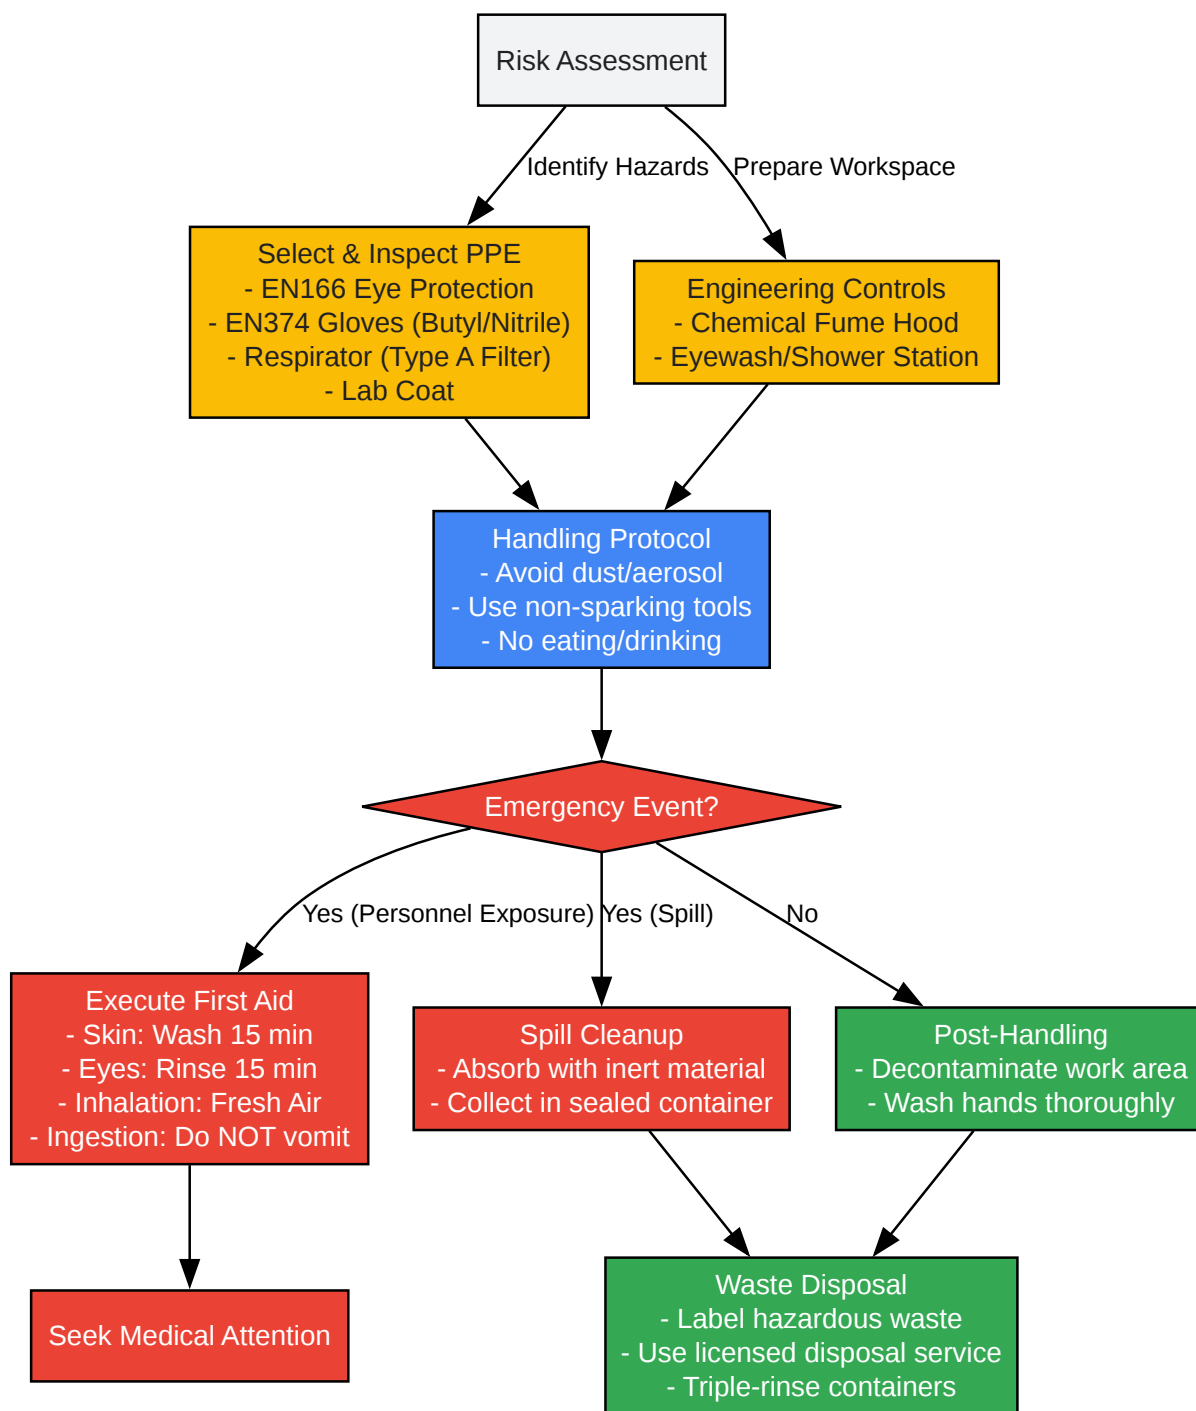 Risk Assessment
Identify Hazards
Prepare Workspace
Select & Inspect PPE
- EN166 Eye Protection
- EN374 Gloves (Butyl/Nitrile)
- Respirator (Type A Filter)
- Lab Coat
Engineering Controls
- Chemical Fume Hood
- Eyewash/Shower Station
Handling Protocol
- Avoid dust/aerosol
- Use non-sparking tools
- No eating/drinking
Emergency Event?
Yes (Personnel Exposure)
Yes (Spill)
No
Execute First Aid
- Skin: Wash 15 min
- Eyes: Rinse 15 min
- Inhalation: Fresh Air
- Ingestion: Do NOT vomit
Spill Cleanup
- Absorb with inert material
- Collect in sealed container
Post-Handling
- Decontaminate work area
- Wash hands thoroughly
Seek Medical Attention
Waste Disposal
- Label hazardous waste
- Use licensed disposal service
- Triple-rinse containers